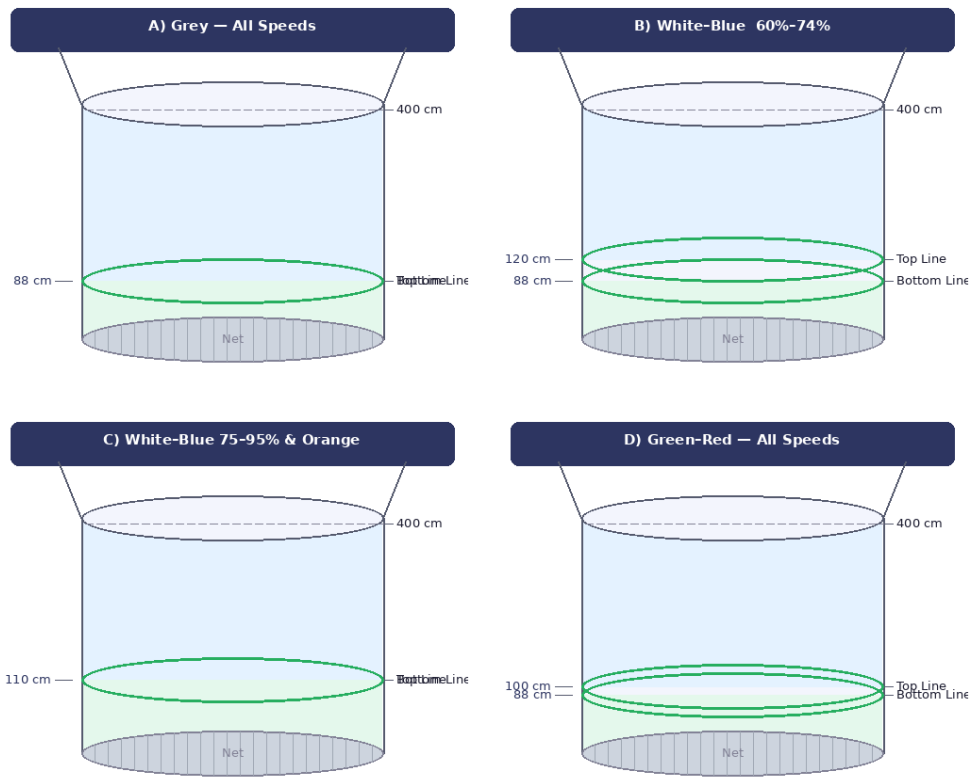 A) Grey — All Speeds
400 cm
88 cm
Net
B) White–Blue  60%–74%
400 cm
120 cm
Top Line
88 cm
Bottom Line
Net
C) White–Blue 75–95% & Orange
400 cm
110 cm
Net
D) Green–Red — All Speeds
400 cm
100 cm
Top Line
88 cm
Bottom Line
Net